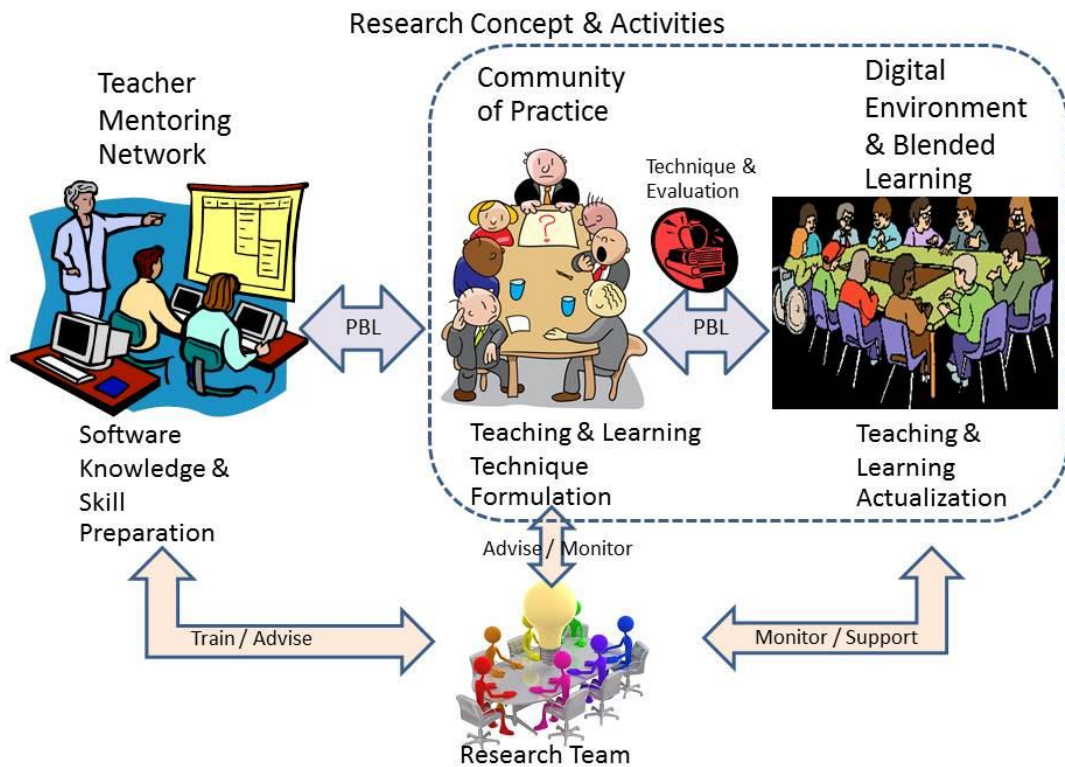 Research Concept & Activities
Teacher
Mentoring
Network
Community
of Practice
Digital
Environment
& Blended
Learning
Technique &
Evaluation
?
PBL
PBL
Software
Knowledge &
Skill
Preparation
Teaching & Learning
Technique
Formulation
Teaching &
Learning
Actualization
Advise / Monitor
Train / Advise
Monitor / Support
Research Team